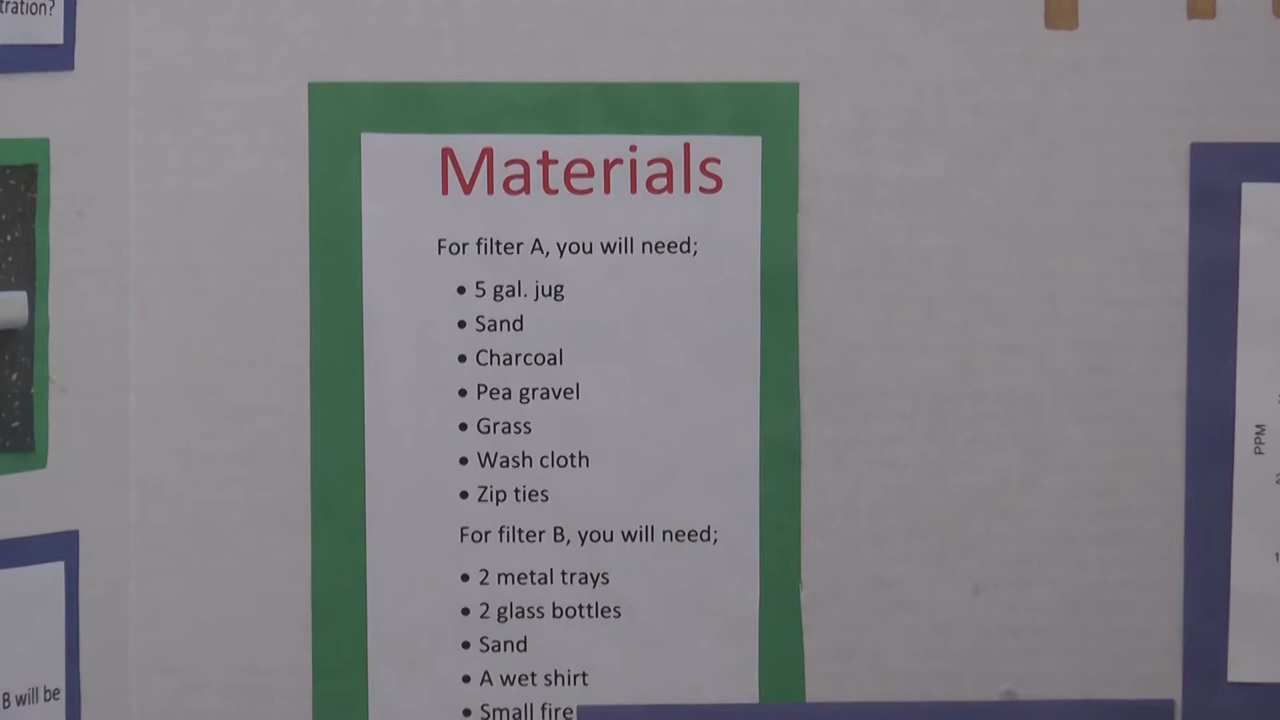 tration?
Materials
For filter A, you will need;
• 5 gal. jug
• Sand
• Charcoal
• Pea gravel
• Grass
• Wash cloth
• Zip ties
For filter B, you will need;
• 2 metal trays
• 2 glass bottles
• Sand
• A wet shirt
• Small fire
B will be
PPM